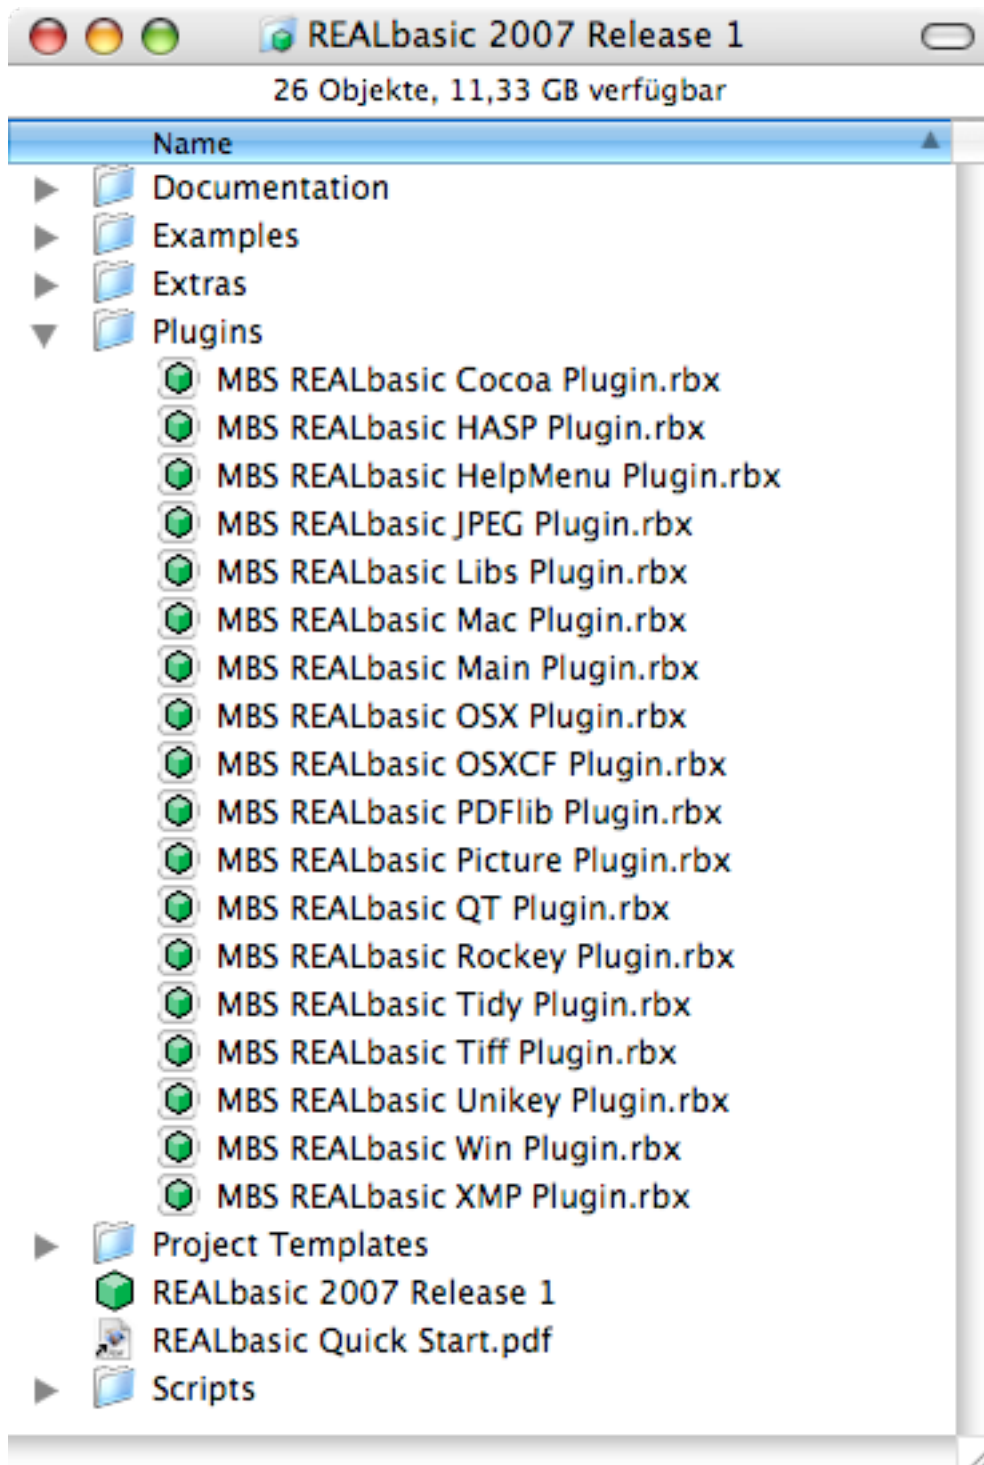 REALbasic 2007 Release 1
26 Objekte, 11,33 GB verfügbar
Name
Documentation
Examples
Extras
Plugins
MBS REALbasic Cocoa Plugin.rbx
MBS REALbasic HASP Plugin.rbx
MBS REALbasic HelpMenu Plugin.rbx
MBS REALbasic JPEG Plugin.rbx
MBS REALbasic Libs Plugin.rbx
MBS REALbasic Mac Plugin.rbx
MBS REALbasic Main Plugin.rbx
MBS REALbasic OSX Plugin.rbx
MBS REALbasic OSXCF Plugin.rbx
MBS REALbasic PDFlib Plugin.rbx
MBS REALbasic Picture Plugin.rbx
MBS REALbasic QT Plugin.rbx
MBS REALbasic Rockey Plugin.rbx
MBS REALbasic Tidy Plugin.rbx
MBS REALbasic Tiff Plugin.rbx
MBS REALbasic Unikey Plugin.rbx
MBS REALbasic Win Plugin.rbx
MBS REALbasic XMP Plugin.rbx
Project Templates
REALbasic 2007 Release 1
REALbasic Quick Start.pdf
Scripts